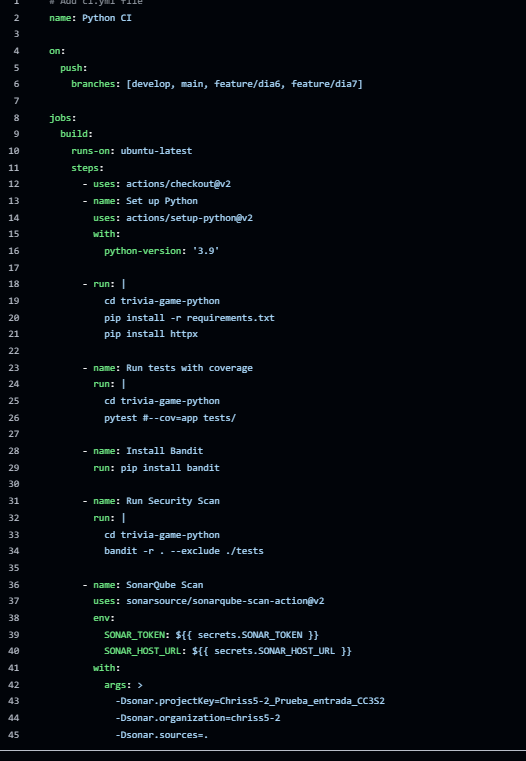 1 # Add ci.yml file
2 name: Python CI
3
4 on:
5   push:
6     branches: [develop, main, feature/dia6, feature/dia7]
7
8 jobs:
9   build:
10     runs-on: ubuntu-latest
11     steps:
12       - uses: actions/checkout@v2
13       - name: Set up Python
14         uses: actions/setup-python@v2
15         with:
16           python-version: '3.9'
17
18       - run: |
19           cd trivia-game-python
20           pip install -r requirements.txt
21           pip install httpx
22
23       - name: Run tests with coverage
24         run: |
25           cd trivia-game-python
26           pytest #--cov=app tests/
27
28       - name: Install Bandit
29         run: pip install bandit
30
31       - name: Run Security Scan
32         run: |
33           cd trivia-game-python
34           bandit -r . --exclude ./tests
35
36       - name: SonarQube Scan
37         uses: sonarsource/sonarqube-scan-action@v2
38         env:
39           SONAR_TOKEN: ${{ secrets.SONAR_TOKEN }}
40           SONAR_HOST_URL: ${{ secrets.SONAR_HOST_URL }}
41         with:
42           args: >
43             -Dsonar.projectKey=Chriss5-2_Prueba_entrada_CC3S2
44             -Dsonar.organization=chriss5-2
45             -Dsonar.sources=.